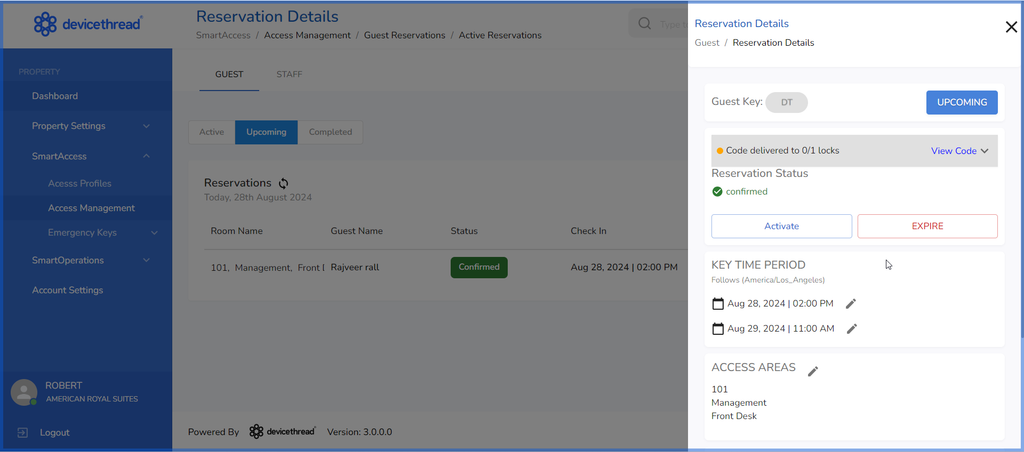 devicethread
Reservation Details
SmartAccess / Access Management / Guest Reservations / Active Reservations
Type
PROPERTY
Dashboard
Property Settings
SmartAccess
Acesss Profiles
Access Management
Emergency Keys
SmartOperations
Account Settings
ROBERT
AMERICAN ROYAL SUITES
Logout
GUEST STAFF
Active Upcoming Completed
Reservations
Today, 28th August 2024
Room Name Guest Name Status Check In
101, Management, Front Rajveer rall Confirmed Aug 28, 2024 | 02:00 PM
Powered By devicethread Version: 3.0.0.0
Reservation Details
Guest / Reservation Details
Guest Key: DT UPCOMING
Code delivered to 0/1 locks View Code
Reservation Status
confirmed
Activate EXPIRE
KEY TIME PERIOD
Follows (America/Los_Angeles)
Aug 28, 2024 | 02:00 PM
Aug 29, 2024 | 11:00 AM
ACCESS AREAS
101
Management
Front Desk